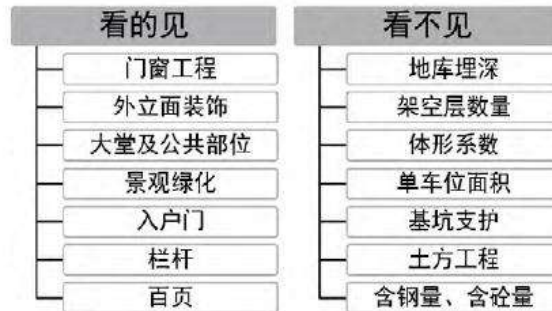 看的见
门窗工程
外立面装饰
大堂及公共部位
景观绿化
入户门
栏杆
百页
看不见
地库埋深
架空层数量
体形系数
单车位面积
基坑支护
土方工程
含钢量、含砼量